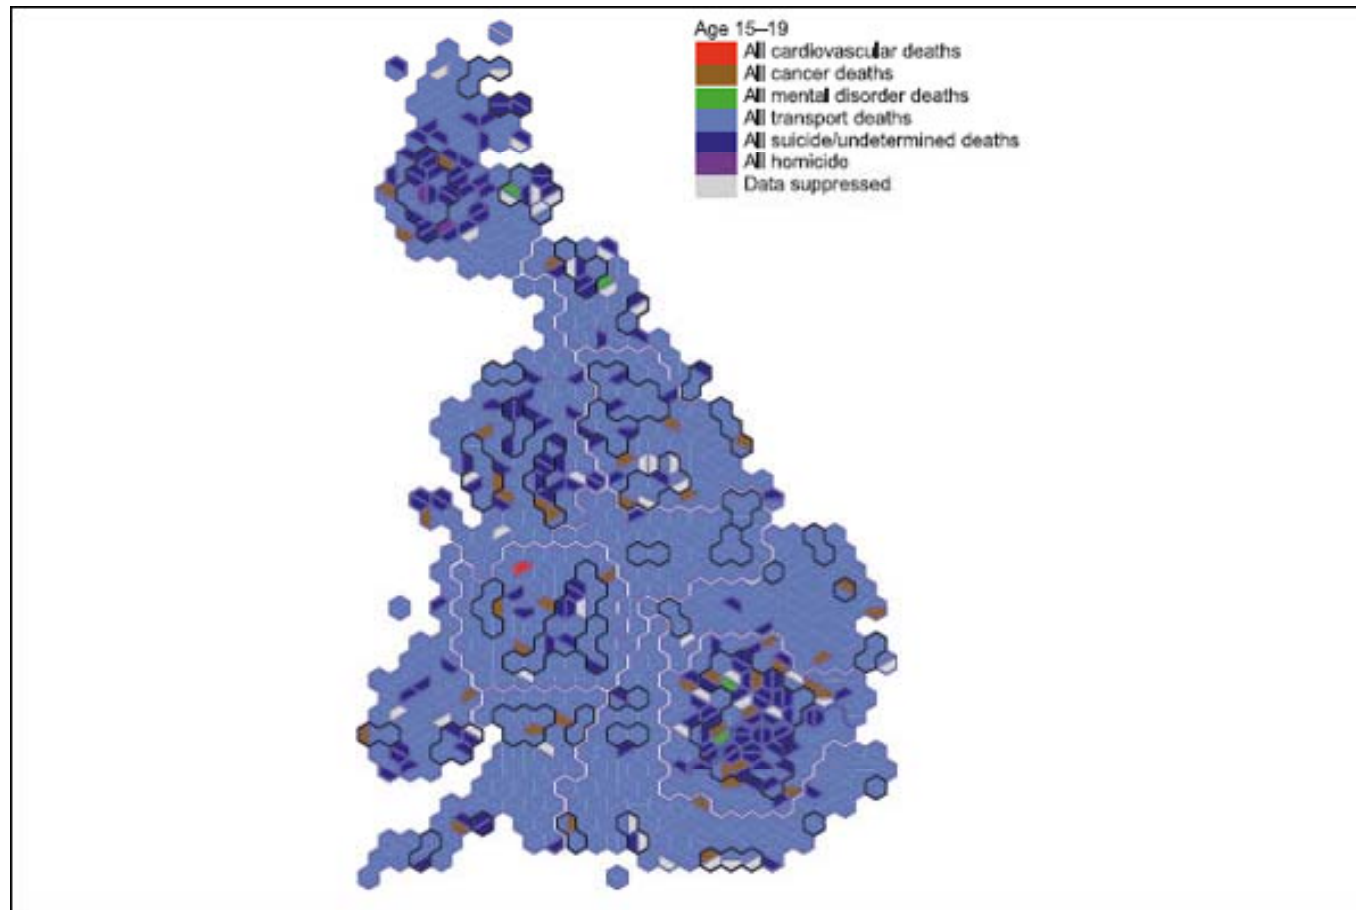 Age 15–19
All cardiovascular deaths
All cancer deaths
All mental disorder deaths
All transport deaths
All suicide/undetermined deaths
All homicide
Data suppressed